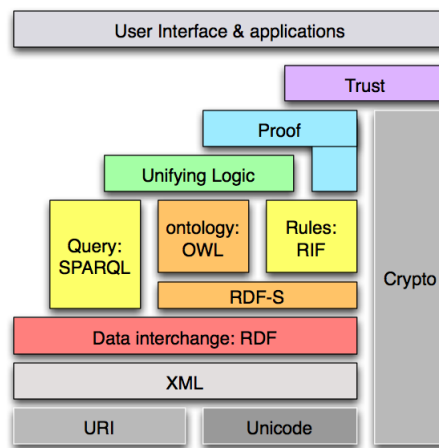 User Interface & applications
Trust
Proof
Unifying Logic
Query:
SPARQL
ontology:
OWL
Rules:
RIF
Crypto
RDF-S
Data interchange: RDF
XML
URI
Unicode